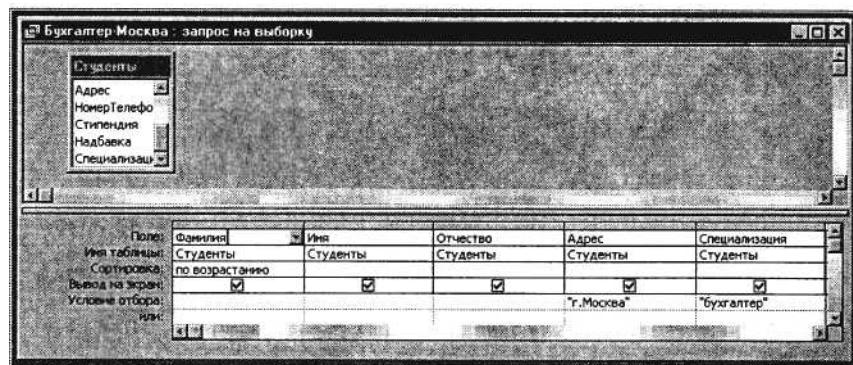 Бухгалтер-Москва : запрос на выборку
Студенты
Адрес
НомерТелефо
Стипендия
Надбавка
Специализаци
Поле: Фамилия Имя Отчество Адрес Специализация
Имя таблицы: Студенты Студенты Студенты Студенты Студенты
Сортировка: по возрастанию
Вывод на экран:
Условие отбора: "г.Москва" "бухгалтер"
или: